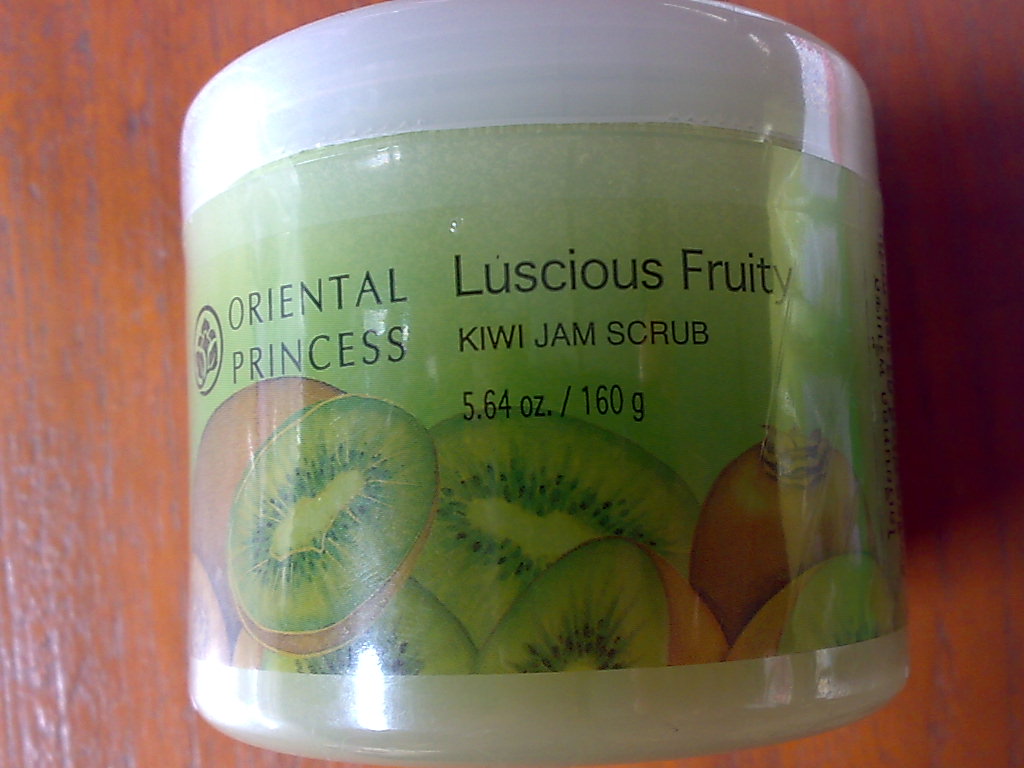 ORIENTAL
PRINCESS
Luscious Fruity
KIWI JAM SCRUB
5.64 oz. / 160 g